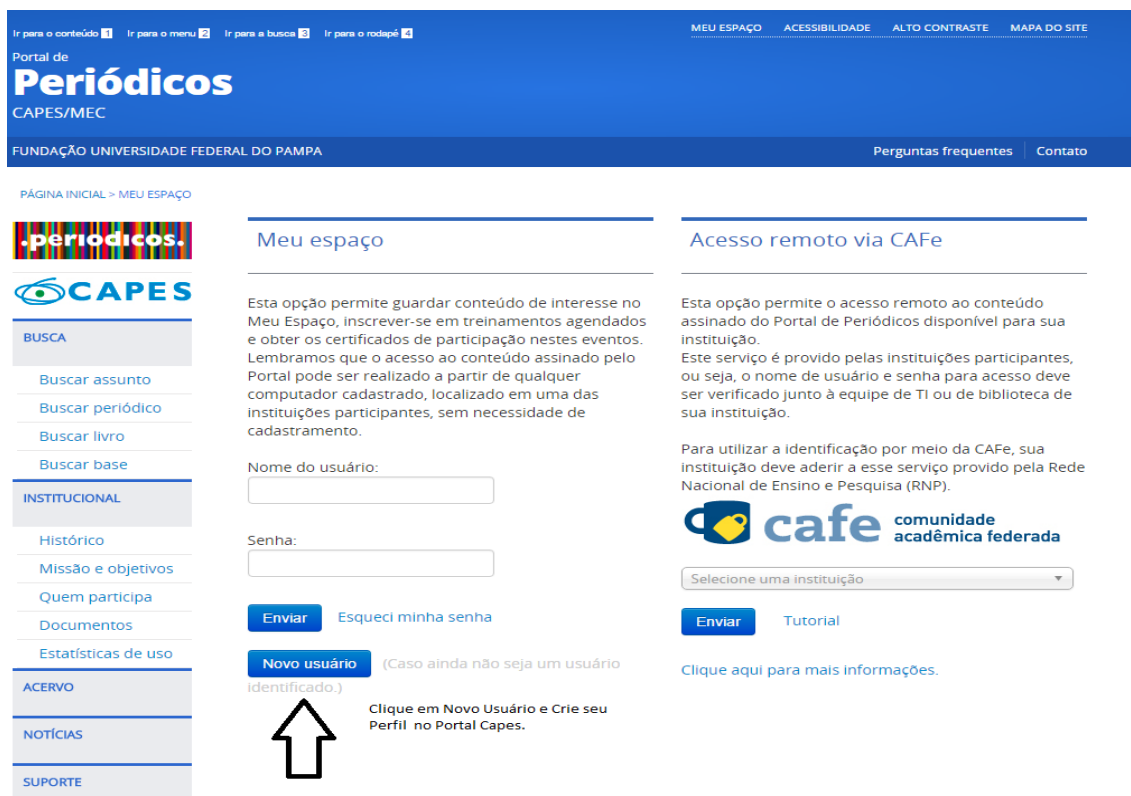 Ir para o conteúdo 1 Ir para o menu 2 Ir para a busca 3 Ir para o rodapé 4
MEU ESPAÇO ACESSIBILIDADE ALTO CONTRASTE MAPA DO SITE
Portal de
Periódicos
CAPES/MEC
FUNDAÇÃO UNIVERSIDADE FEDERAL DO PAMPA
Perguntas frequentes Contato
PÁGINA INICIAL > MEU ESPAÇO
.periodicos.
CAPES
BUSCA
Buscar assunto
Buscar periódico
Buscar livro
Buscar base
INSTITUCIONAL
Histórico
Missão e objetivos
Quem participa
Documentos
Estatísticas de uso
ACERVO
NOTÍCIAS
SUPORTE
Meu espaço
Esta opção permite guardar conteúdo de interesse no
Meu Espaço, inscrever-se em treinamentos agendados
e obter os certificados de participação nestes eventos.
Lembramos que o acesso ao conteúdo assinado pelo
Portal pode ser realizado a partir de qualquer
computador cadastrado, localizado em uma das
instituições participantes, sem necessidade de
cadastramento.
Nome do usuário:
Senha:
Enviar Esqueci minha senha
Novo usuário (Caso ainda não seja um usuário
identificado.)
Clique em Novo Usuário e Crie seu
Perfil no Portal Capes.
Acesso remoto via CAFe
Esta opção permite o acesso remoto ao conteúdo
assinado do Portal de Periódicos disponível para sua
instituição.
Este serviço é provido pelas instituições participantes,
ou seja, o nome de usuário e senha para acesso deve
ser verificado junto à equipe de TI ou de biblioteca de
sua instituição.
Para utilizar a identificação por meio da CAFe, sua
instituição deve aderir a esse serviço provido pela Rede
Nacional de Ensino e Pesquisa (RNP).
cafe comunidade
acadêmica federada
Selecione uma instituição
Enviar Tutorial
Clique aqui para mais informações.